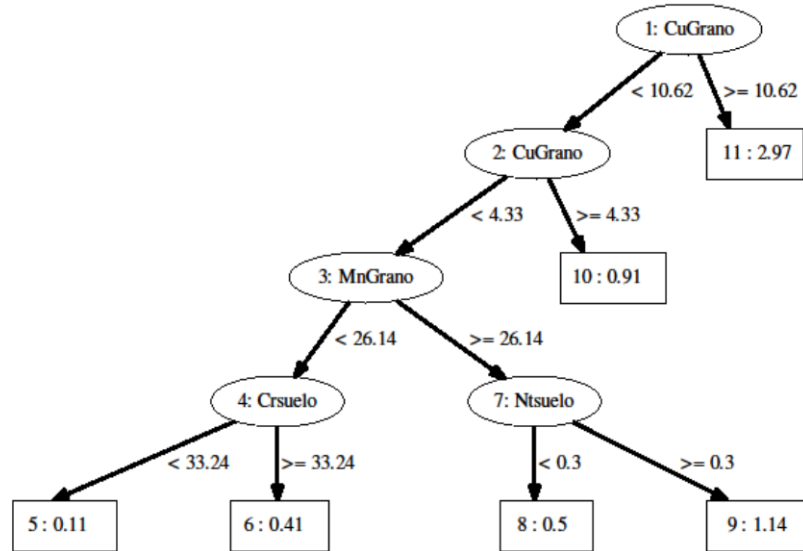 1: CuGrano
< 10.62
>= 10.62
2: CuGrano
11 : 2.97
< 4.33
>= 4.33
3: MnGrano
10 : 0.91
< 26.14
>= 26.14
4: Crsuelo
7: Ntsuelo
< 33.24
>= 33.24
< 0.3
>= 0.3
5 : 0.11
6 : 0.41
8 : 0.5
9 : 1.14